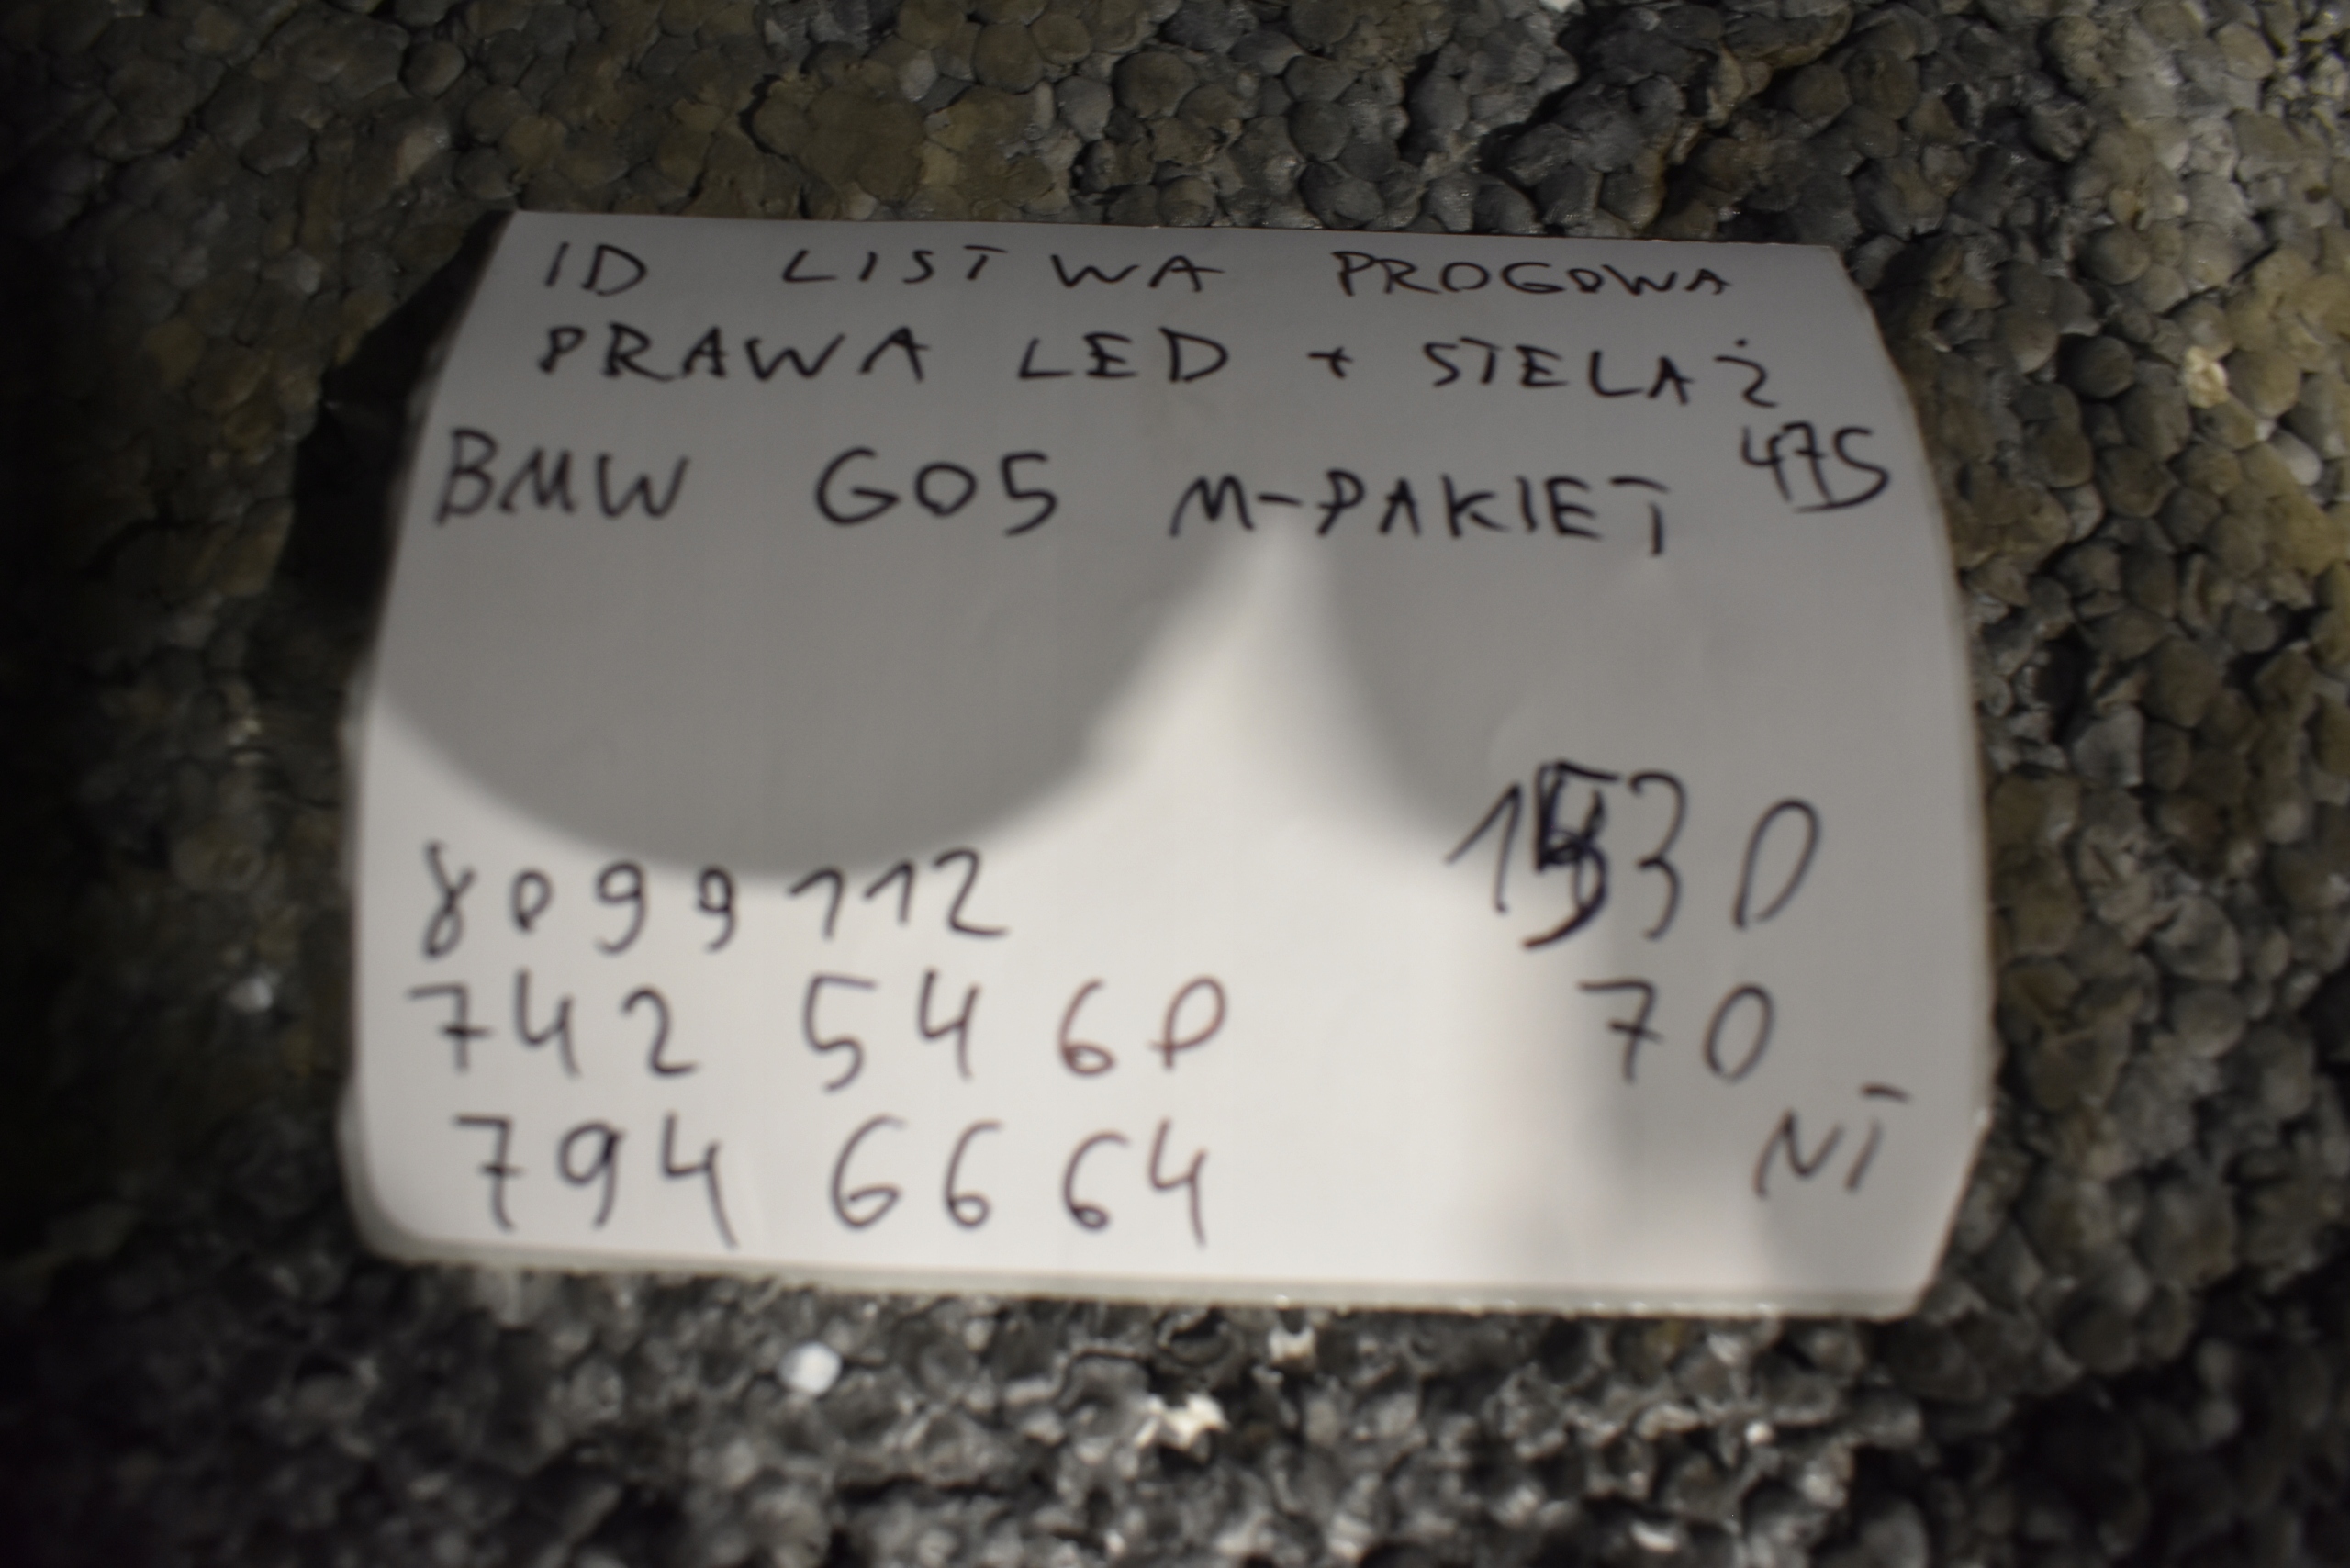 ID LISTWA PROGOWA
PRAWA LED + STELAŻ
BMW G05 M-PAKIET 475
8099112
1530
742 5460
70
794 6664
NI